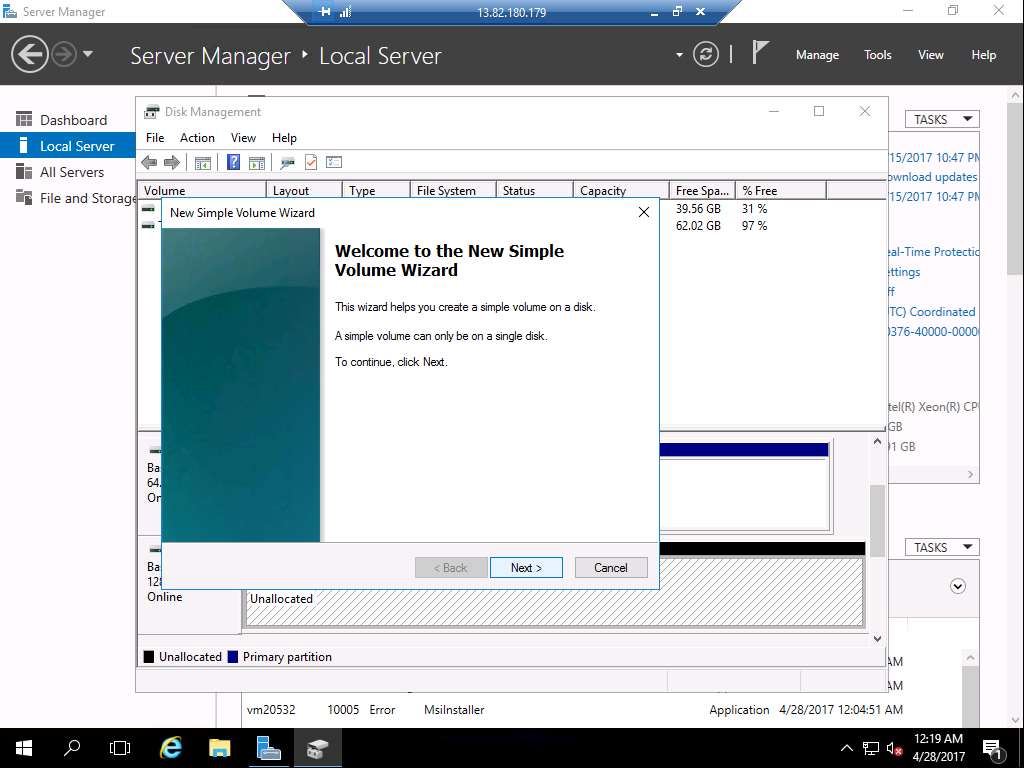 Server Manager
13.82.180.179
Server Manager ‣ Local Server
Manage Tools View Help
Dashboard
Local Server
All Servers
File and Storage
Disk Management
File Action View Help
Volume Layout Type File System Status Capacity Free Spa... % Free
39.56 GB 31 %
62.02 GB 97 %
New Simple Volume Wizard
Welcome to the New Simple
Volume Wizard
This wizard helps you create a simple volume on a disk.
A simple volume can only be on a single disk.
To continue, click Next.
< Back Next > Cancel
Online
Unallocated
Unallocated Primary partition
TASKS
15/2017 10:47 PM
ownload updates
15/2017 10:47 PM
eal-Time Protectic
ettings
ff
TC) Coordinated
0376-40000-0000
tel(R) Xeon(R) CP
GB
91 GB
TASKS
AM
AM
vm20532 10005 Error MsiInstaller Application 4/28/2017 12:04:51 AM
12:19 AM
4/28/2017
1